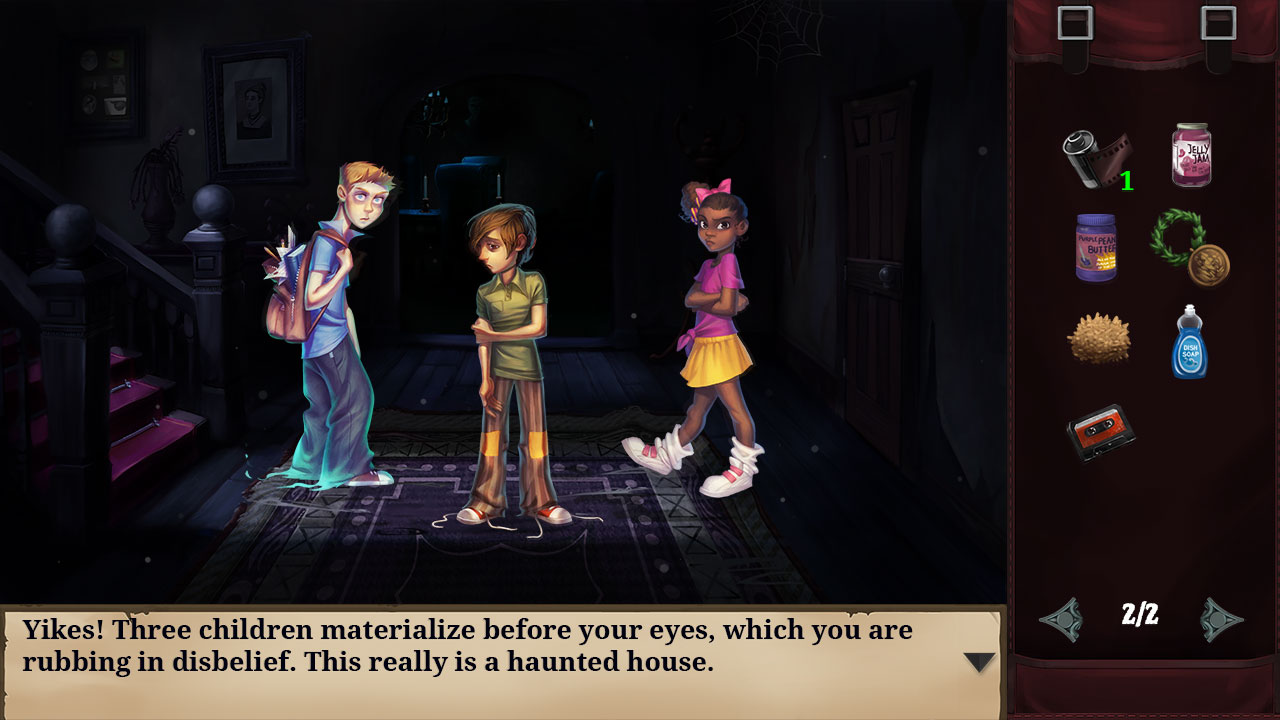 Yikes! Three children materialize before your eyes, which you are
rubbing in disbelief. This really is a haunted house.
1
JELLY
JAM
DISH
SOAP
2/2